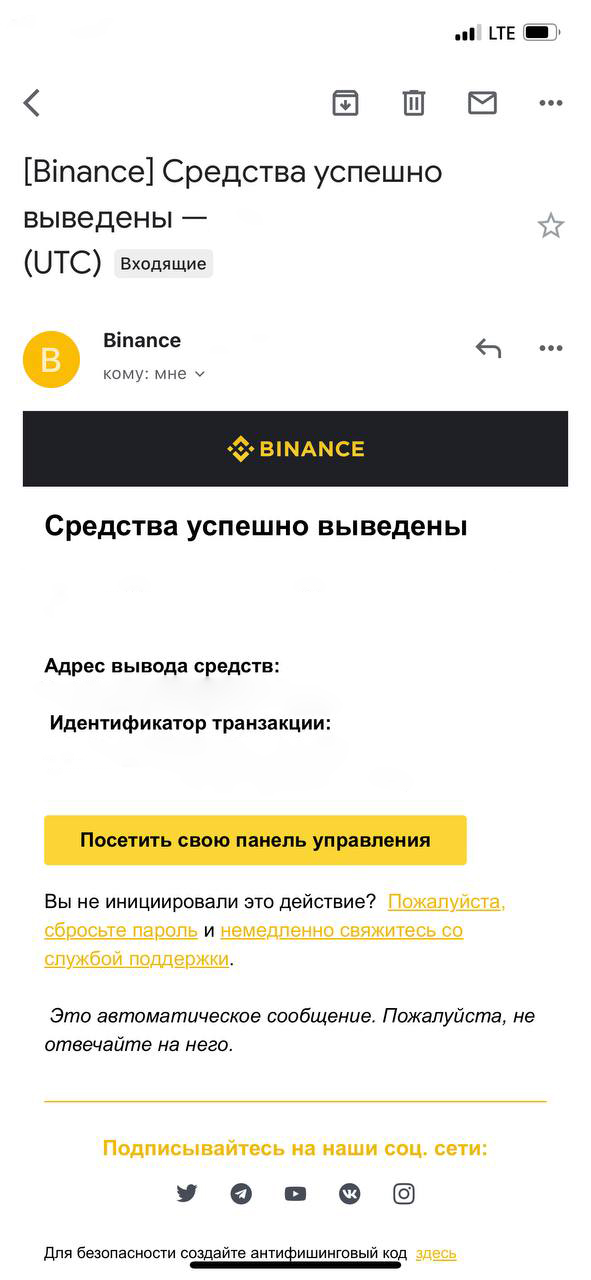 LTE
[Binance] Средства успешно
выведены —
(UTC) Входящие
B
Binance
кому: мне
BINANCE
Средства успешно выведены
Адрес вывода средств:
Идентификатор транзакции:
Посетить свою панель управления
Вы не инициировали это действие? Пожалуйста,
сбросьте пароль и немедленно свяжитесь со
службой поддержки.
Это автоматическое сообщение. Пожалуйста, не
отвечайте на него.
Подписывайтесь на наши соц. сети:
Для безопасности создайте антифишинговый код здесь